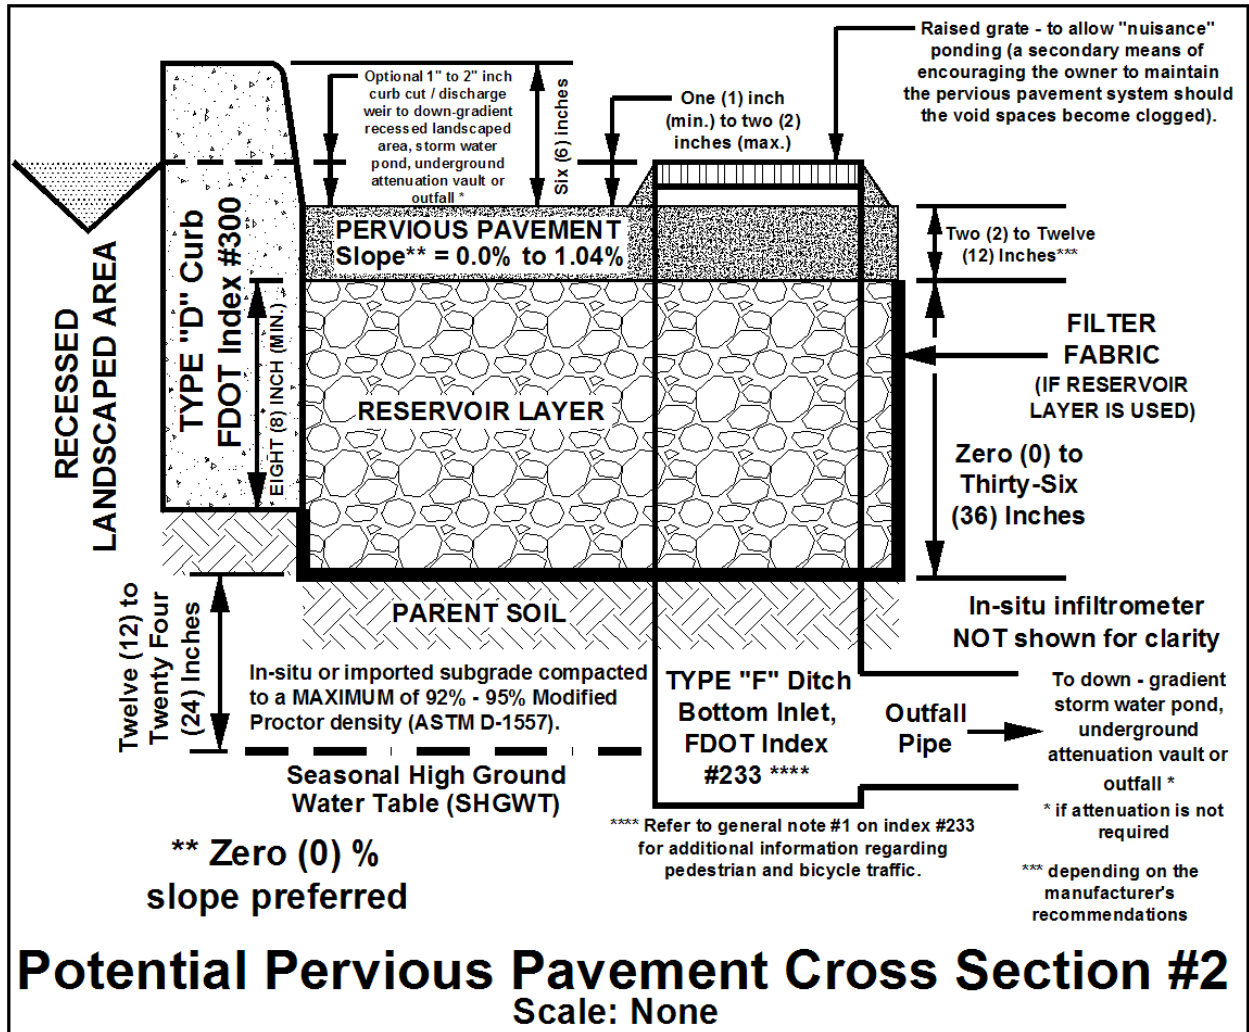 Raised grate - to allow "nuisance"
ponding (a secondary means of
encouraging the owner to maintain
the pervious pavement system should
the void spaces become clogged).
Optional 1" to 2" inch
curb cut / discharge
weir to down-gradient
recessed landscaped
area, storm water
pond, underground
attenuation vault or
outfall *
Six (6) inches
One (1) inch
(min.) to two (2)
inches (max.)
RECESSED
LANDSCAPED AREA
TYPE "D" Curb
FDOT Index #300
EIGHT (8) INCH (MIN.)
PERVIOUS PAVEMENT
Slope** = 0.0% to 1.04%
Two (2) to Twelve
(12) Inches***
RESERVOIR LAYER
FILTER
FABRIC
(IF RESERVOIR
LAYER IS USED)
Zero (0) to
Thirty-Six
(36) Inches
PARENT SOIL
In-situ infiltrometer
NOT shown for clarity
Twelve (12) to
Twenty Four
(24) Inches
In-situ or imported subgrade compacted
to a MAXIMUM of 92% - 95% Modified
Proctor density (ASTM D-1557).
Seasonal High Ground
Water Table (SHGWT)
TYPE "F" Ditch
Bottom Inlet,
FDOT Index
#233 ****
Outfall
Pipe
To down - gradient
storm water pond,
underground
attenuation vault or
outfall *
* if attenuation is not
required
**** Refer to general note #1 on index #233
for additional information regarding
pedestrian and bicycle traffic.
*** depending on the
manufacturer's
recommendations
** Zero (0) %
slope preferred
Potential Pervious Pavement Cross Section #2
Scale: None